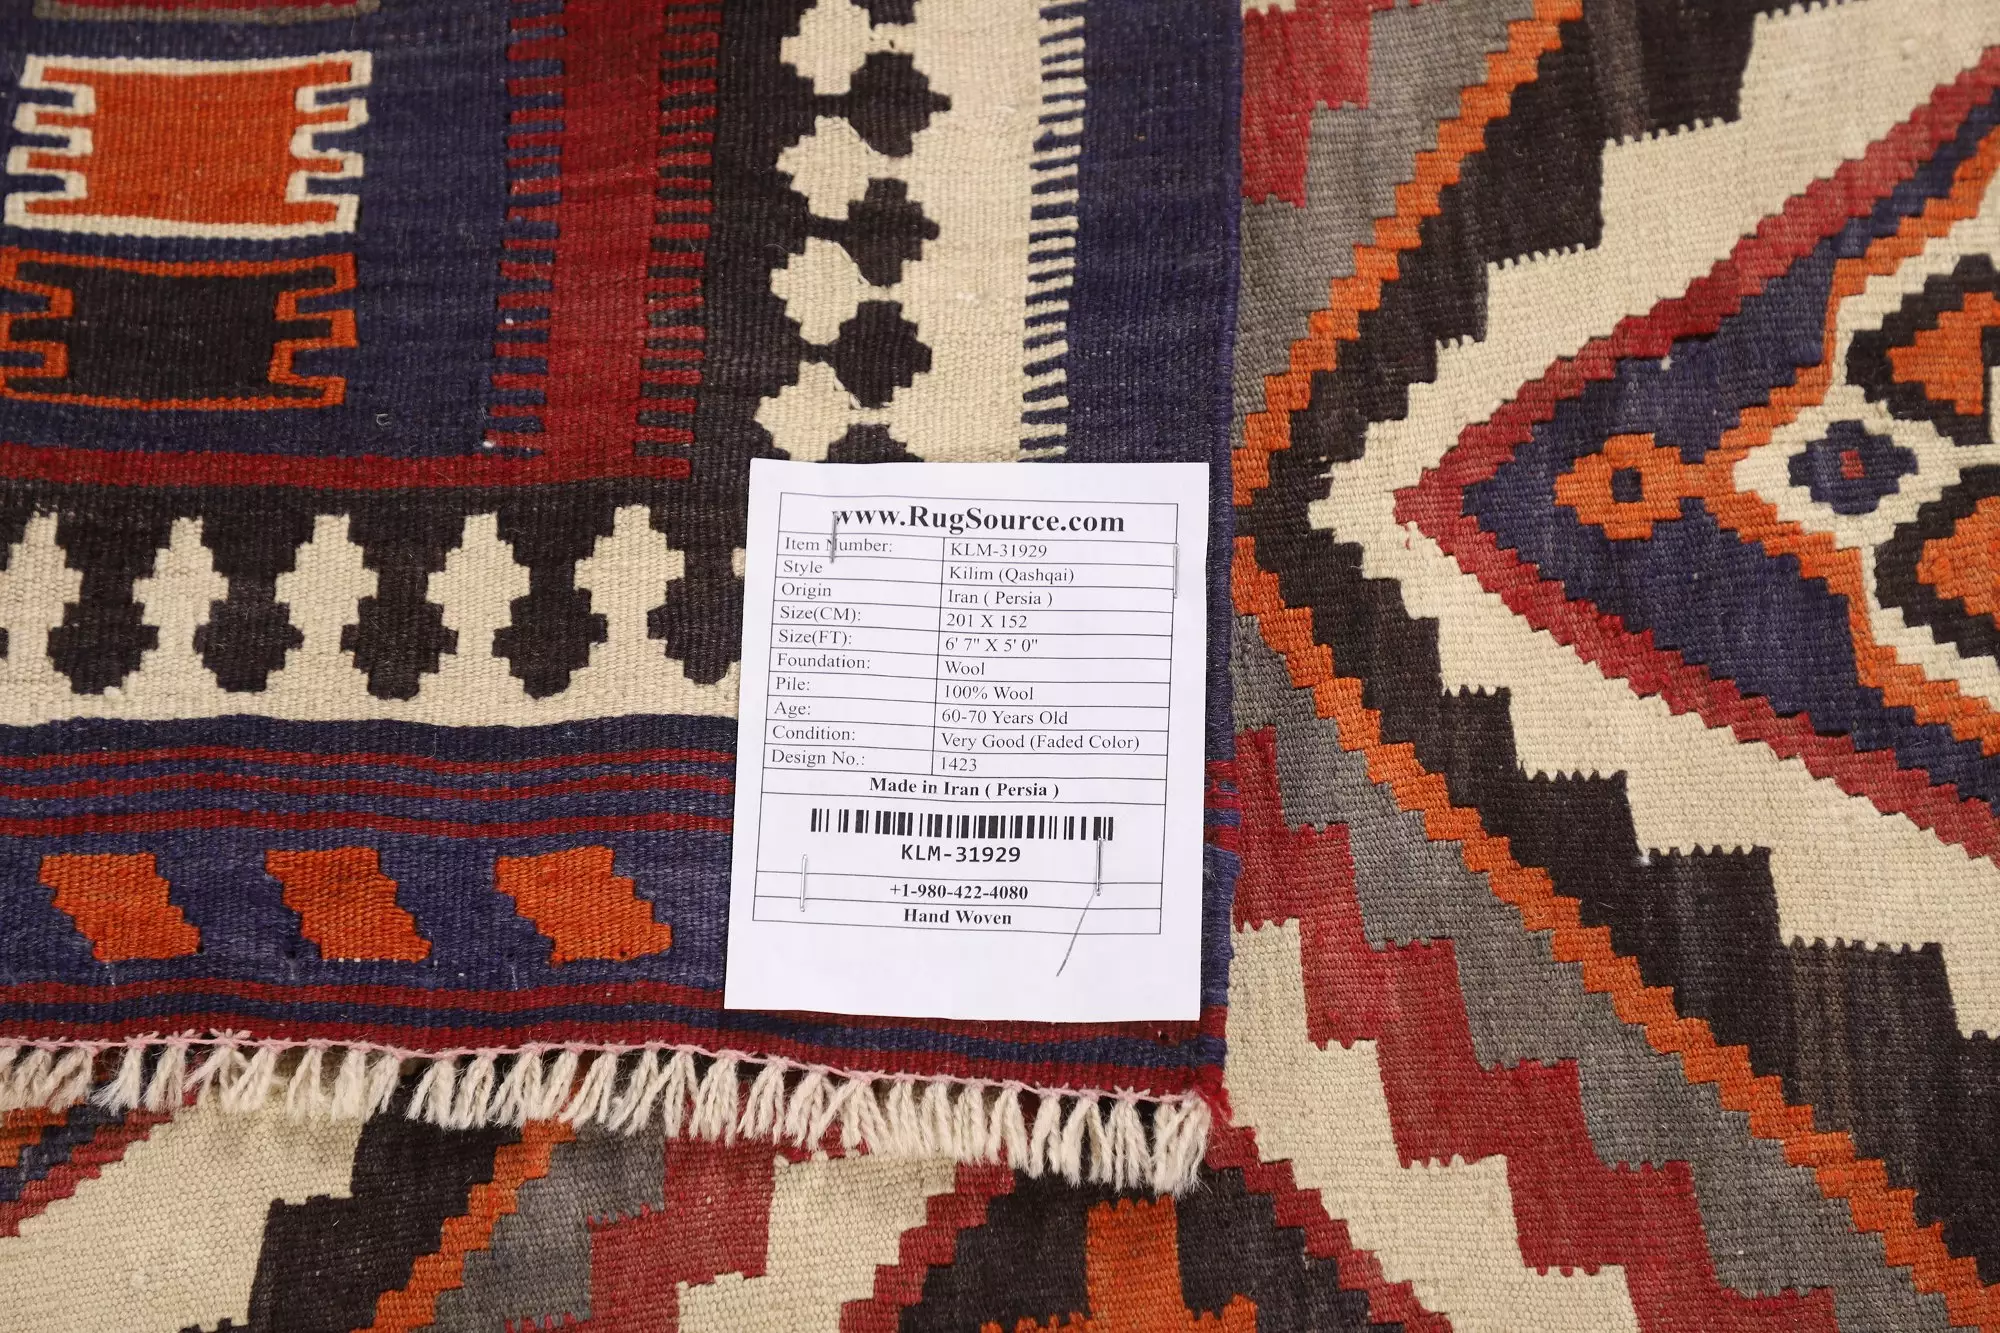 www.RugSource.com
Item Number: KLM-31929
Style Kilim (Qashqai)
Origin Iran ( Persia )
Size(CM): 201 X 152
Size(FT): 6' 7" X 5' 0"
Foundation: Wool
Pile: 100% Wool
Age: 60-70 Years Old
Condition: Very Good (Faded Color)
Design No.: 1423
Made in Iran ( Persia )
KLM-31929
+1-980-422-4080
Hand Woven